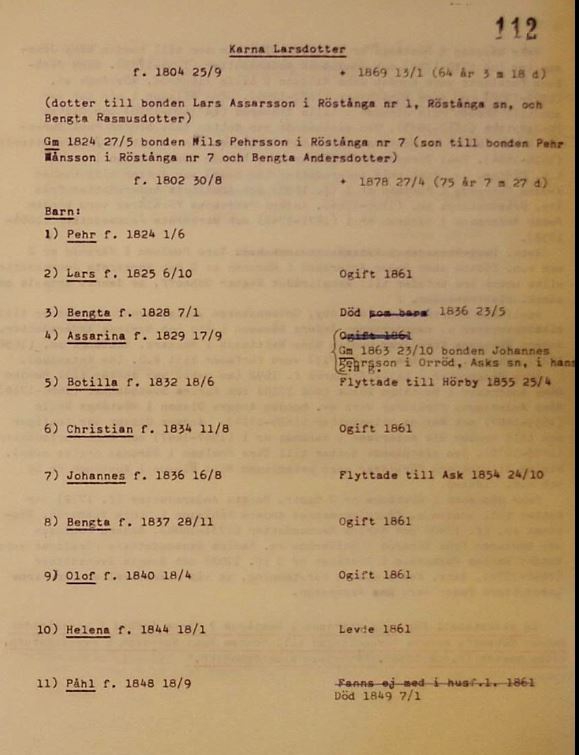 112
Karna Larsdotter
f. 1804 25/9 + 1869 13/1 (64 år 3 m 18 d)
(dotter till bonden Lars Assarsson i Röstånga nr 1, Röstånga sn, och
Bengta Rasmusdotter)
Gm 1824 27/5 bonden Nils Pehrsson i Röstånga nr 7 (son till bonden Pehr
Månsson i Röstånga nr 7 och Bengta Andersdotter)
f. 1802 30/8 + 1878 27/4 (75 år 7 m 27 d)
Barn:
1) Pehr f. 1824 1/6
2) Lars f. 1825 6/10 Ogift 1861
3) Bengta f. 1828 7/1 Död som barn 1836 23/5
4) Assarina f. 1829 17/9 Ogift 1861
Gm 1863 23/10 bonden Johannes
Pehrsson i Orröd, Asks sn, i hans
2:a g.
5) Botilla f. 1832 18/6 Flyttade till Hörby 1855 25/4
6) Christian f. 1834 11/8 Ogift 1861
7) Johannes f. 1836 16/8 Flyttade till Ask 1854 24/10
8) Bengta f. 1837 28/11 Ogift 1861
9) Olof f. 1840 18/4 Ogift 1861
10) Helena f. 1844 18/1 Levde 1861
11) Påhl f. 1848 18/9 Fanns ej med i husf.l. 1861
Död 1849 7/1